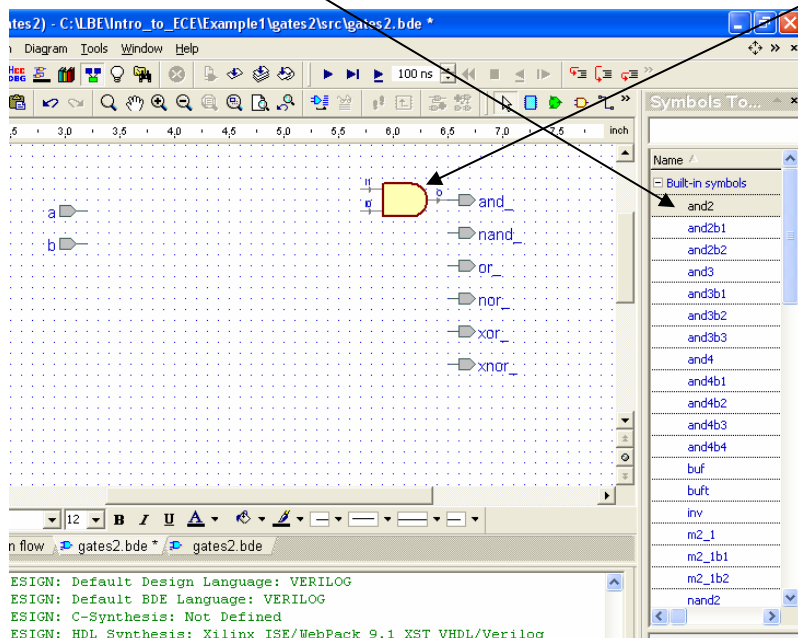 ates2) - C:\LBE\Intro_to_ECE\Example1\gates2\src\gates2.bde *
Diagram Tools Window Help
100 ns
Symbols To...
3,0 3,5 4,0 4,5 5,0 5,5 6,0 6,5 7,0 7,5 inch
Name
Built-in symbols
and2
and2b1
and2b2
and3
and3b1
and3b2
and3b3
and4
and4b1
and4b2
and4b3
and4b4
buf
buft
inv
m2_1
m2_1b1
m2_1b2
nand2
I1
I0
O
a
b
and_
nand_
or_
nor_
xor_
xnor_
12 B I U A
n flow gates2.bde * gates2.bde
ESIGN: Default Design Language: VERILOG
ESIGN: Default BDE Language: VERILOG
ESIGN: C-Synthesis: Not Defined
ESIGN: HDL Synthesis: Xilinx ISE/WebPack 9.1 XST VHDL/Verilog